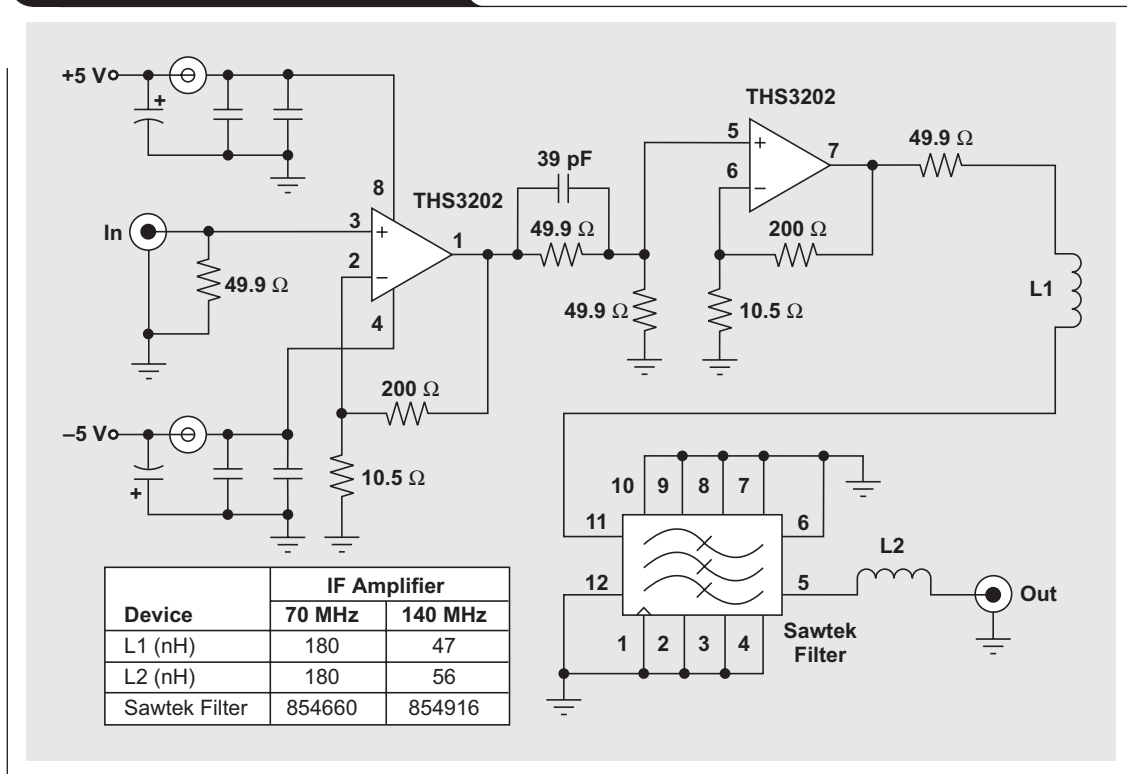 +5 V
+
8
THS3202
In
3
+
2
−
1
4
49.9 Ω
39 pF
49.9 Ω
49.9 Ω
THS3202
5
+
6
−
7
200 Ω
10.5 Ω
49.9 Ω
L1
200 Ω
10.5 Ω
–5 V
+
10 9 8 7
11
6
12
5
1 2 3 4
Sawtek
Filter
L2
Out
IF Amplifier
Device 70 MHz 140 MHz
L1 (nH) 180 47
L2 (nH) 180 56
Sawtek Filter 854660 854916